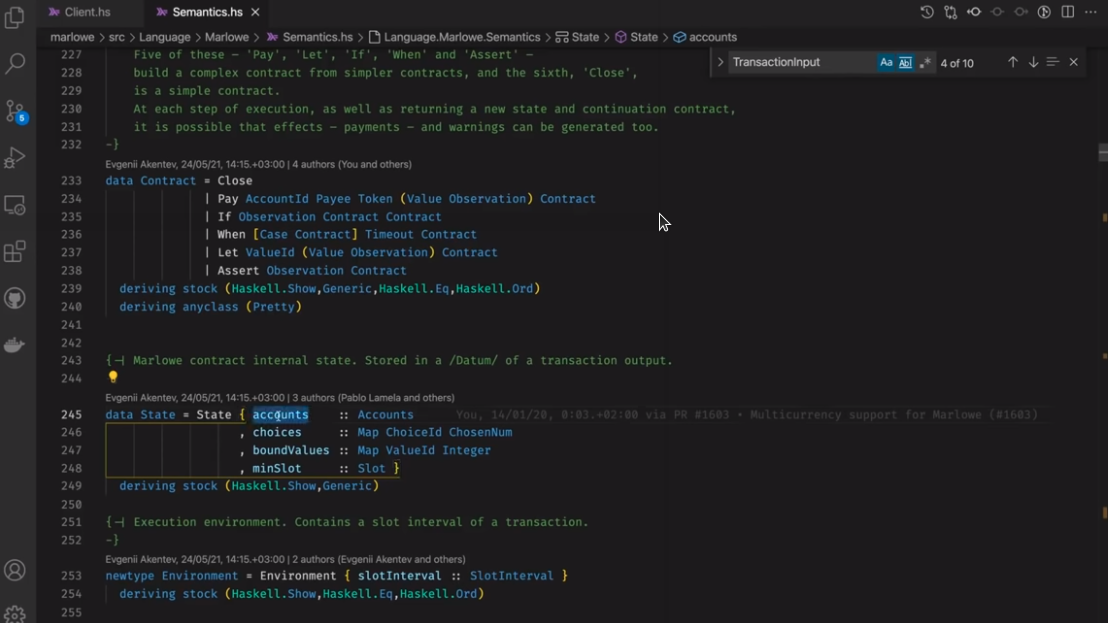 Client.hs
Semantics.hs
marlowe > src > Language > Marlowe > Semantics.hs > Language.Marlowe.Semantics > State > State > accounts
TransactionInput
Aa
Abl
4 of 10
227 Five of these – 'Pay', 'Let', 'If', 'When' and 'Assert' –
228 build a complex contract from simpler contracts, and the sixth, 'Close',
229 is a simple contract.
230 At each step of execution, as well as returning a new state and continuation contract,
231 it is possible that effects – payments – and warnings can be generated too.
232 -}
Evgenii Akentev, 24/05/21, 14:15.+03:00 | 4 authors (You and others)
233 data Contract = Close
234 | Pay AccountId Payee Token (Value Observation) Contract
235 | If Observation Contract Contract
236 | When [Case Contract] Timeout Contract
237 | Let ValueId (Value Observation) Contract
238 | Assert Observation Contract
239 deriving stock (Haskell.Show,Generic,Haskell.Eq,Haskell.Ord)
240 deriving anyclass (Pretty)
241
242
243 {-| Marlowe contract internal state. Stored in a /Datum/ of a transaction output.
244
Evgenii Akentev, 24/05/21, 14:15.+03:00 | 3 authors (Pablo Lamela and others)
245 data State = State { accounts :: Accounts You, 14/01/20, 0:03.+02:00 via PR #1603 • Multicurrency support for Marlowe (#1603)
246 , choices :: Map ChoiceId ChosenNum
247 , boundValues :: Map ValueId Integer
248 , minSlot :: Slot }
249 deriving stock (Haskell.Show,Generic)
250
251 {-| Execution environment. Contains a slot interval of a transaction.
252 -}
Evgenii Akentev, 24/05/21, 14:15.+03:00 | 2 authors (Evgenii Akentev and others)
253 newtype Environment = Environment { slotInterval :: SlotInterval }
254 deriving stock (Haskell.Show,Haskell.Eq,Haskell.Ord)
255
5